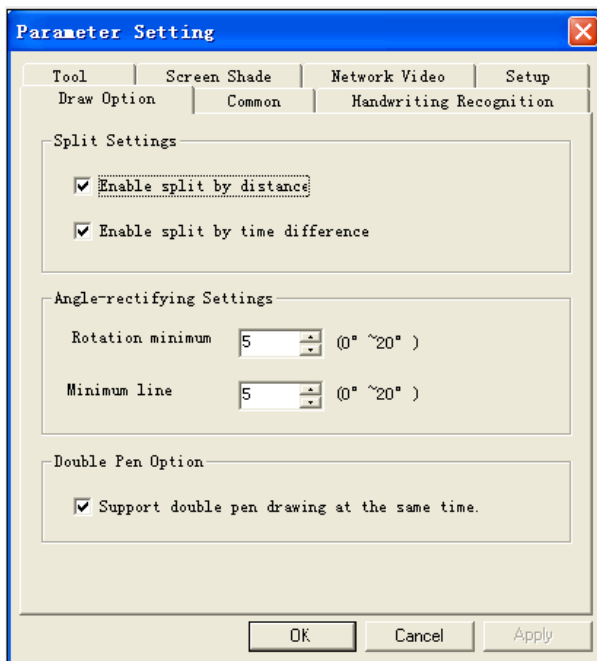 Parameter Setting
Tool Screen Shade Network Video Setup
Draw Option Common Handwriting Recognition
Split Settings
Enable split by distance
Enable split by time difference
Angle-rectifying Settings
Rotation minimum 5 (0° ~20° )
Minimum line 5 (0° ~20° )
Double Pen Option
Support double pen drawing at the same time.
OK Cancel Apply